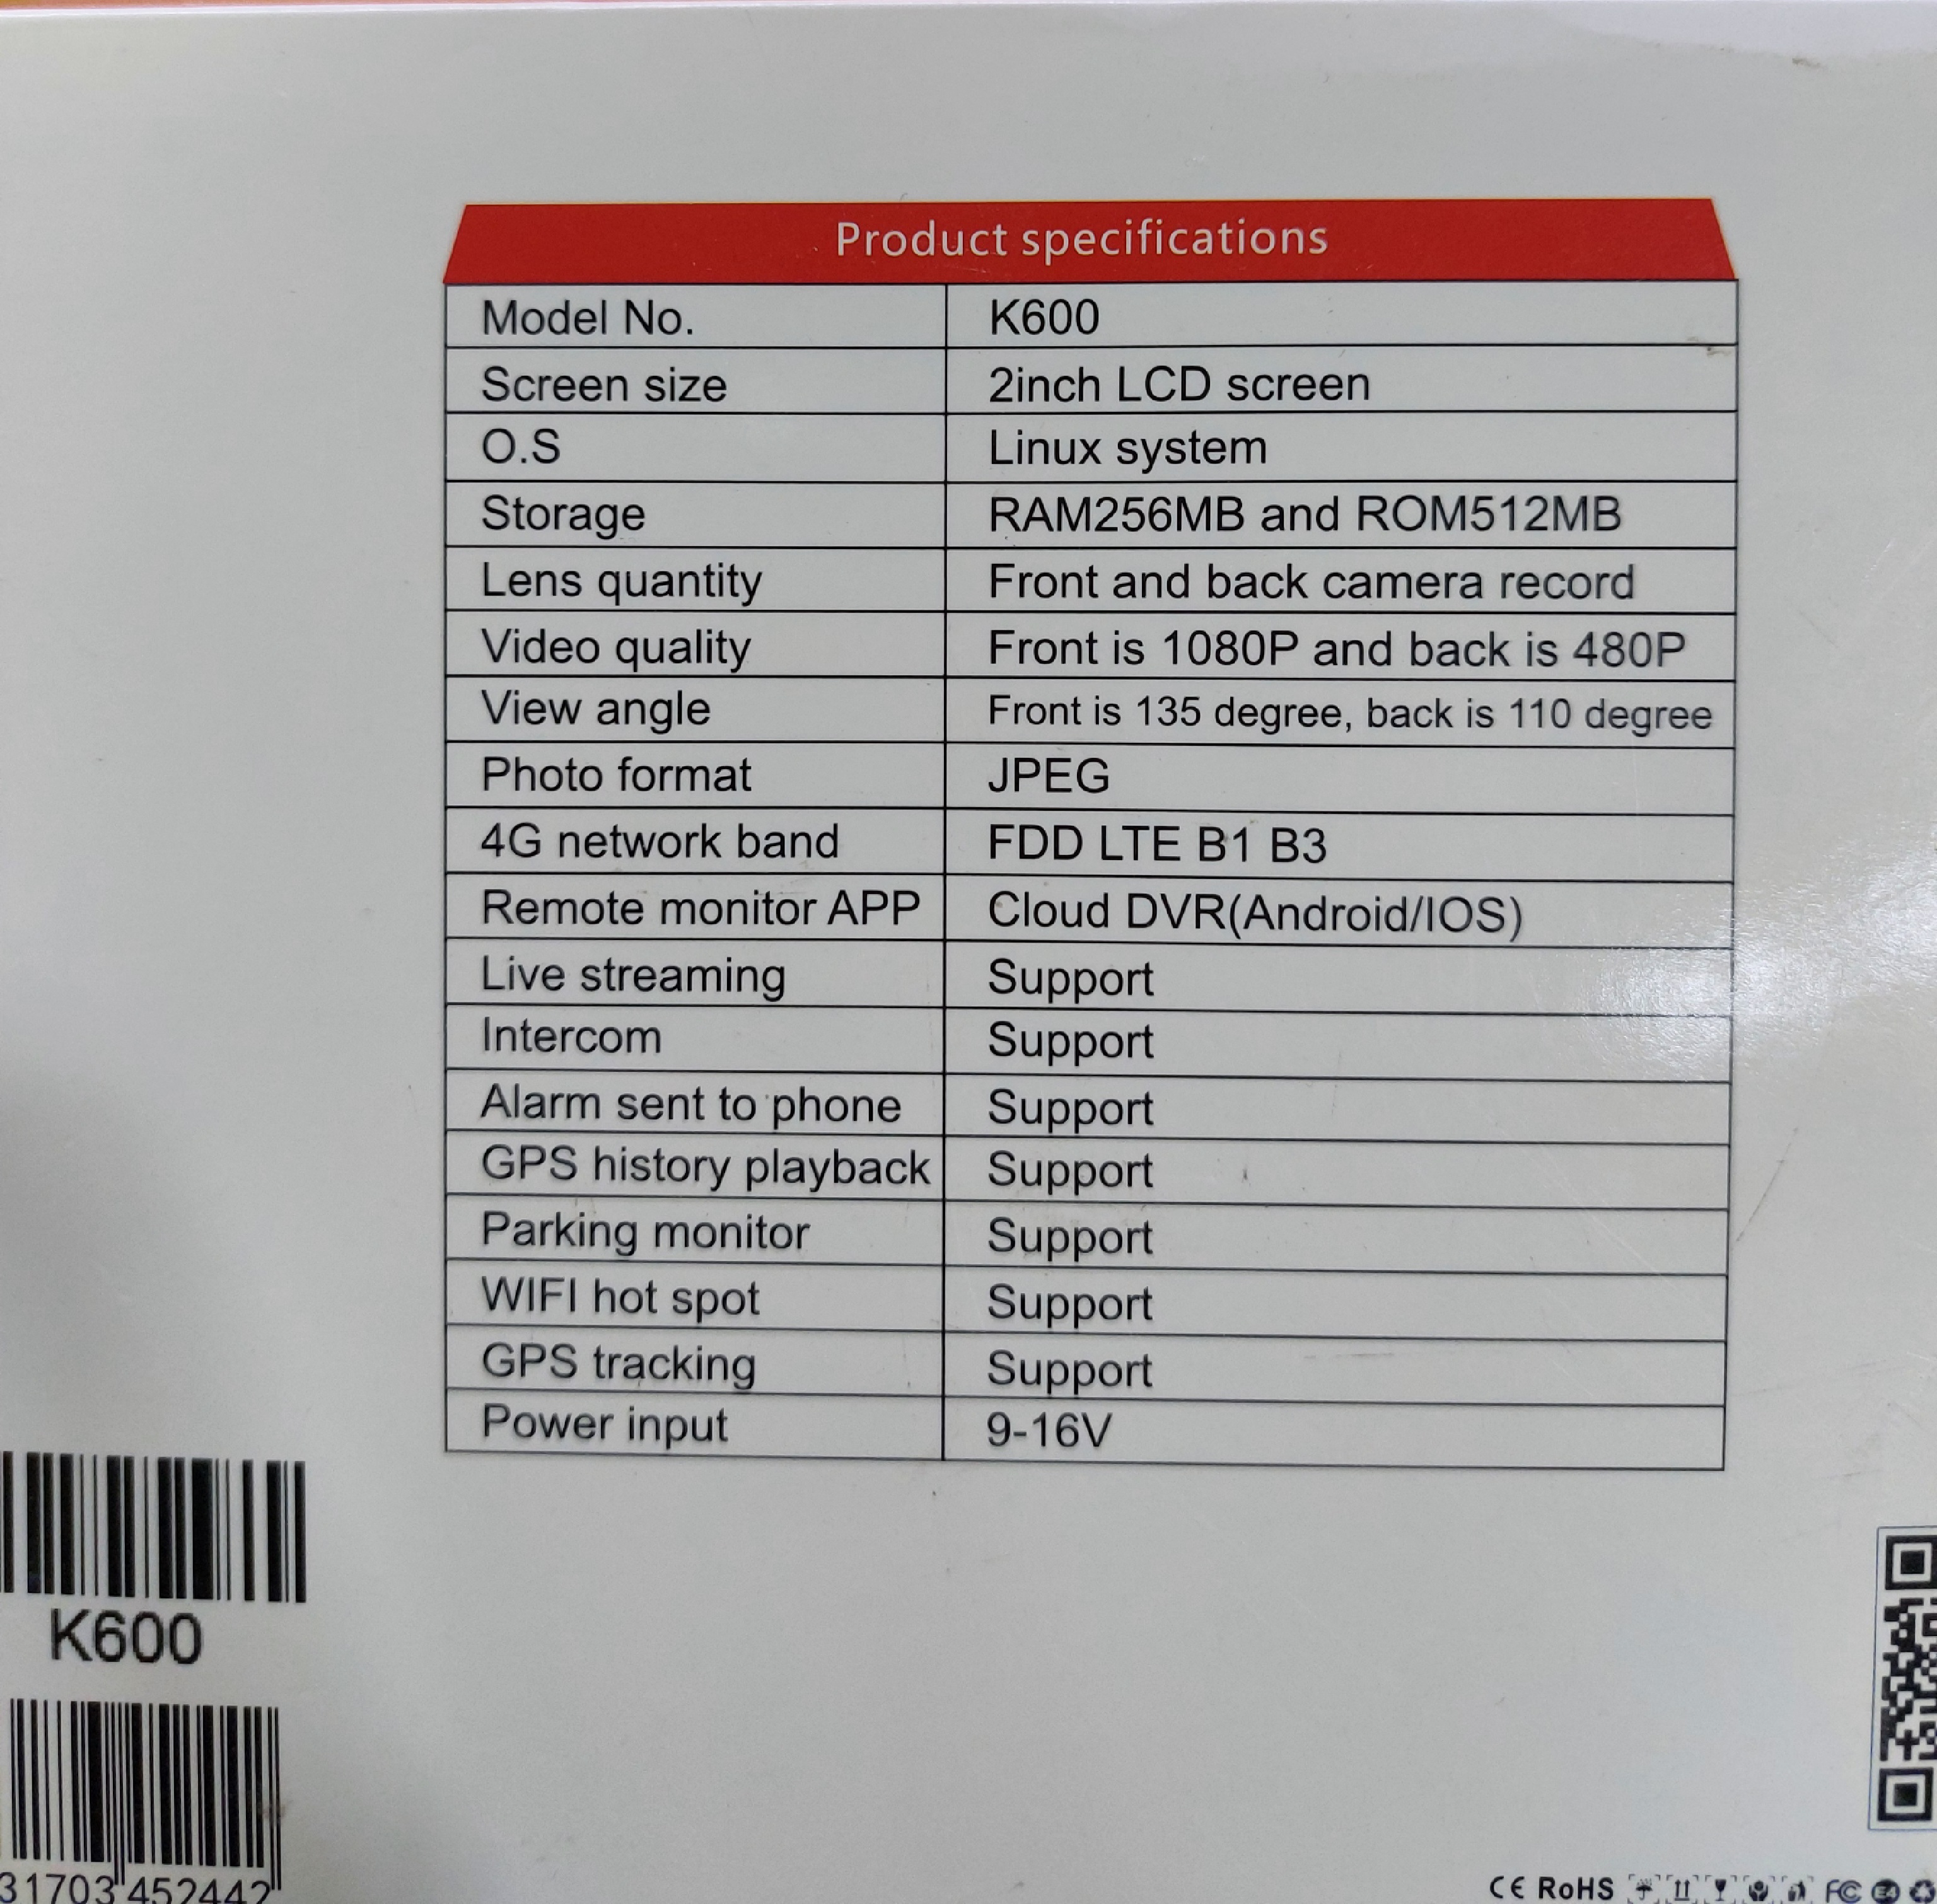 Product specifications
Model No. K600
Screen size 2inch LCD screen
O.S Linux system
Storage RAM256MB and ROM512MB
Lens quantity Front and back camera record
Video quality Front is 1080P and back is 480P
View angle Front is 135 degree, back is 110 degree
Photo format JPEG
4G network band FDD LTE B1 B3
Remote monitor APP Cloud DVR(Android/IOS)
Live streaming Support
Intercom Support
Alarm sent to phone Support
GPS history playback Support
Parking monitor Support
WIFI hot spot Support
GPS tracking Support
Power input 9-16V
K600
31703 452442
CE RoHS FC E4